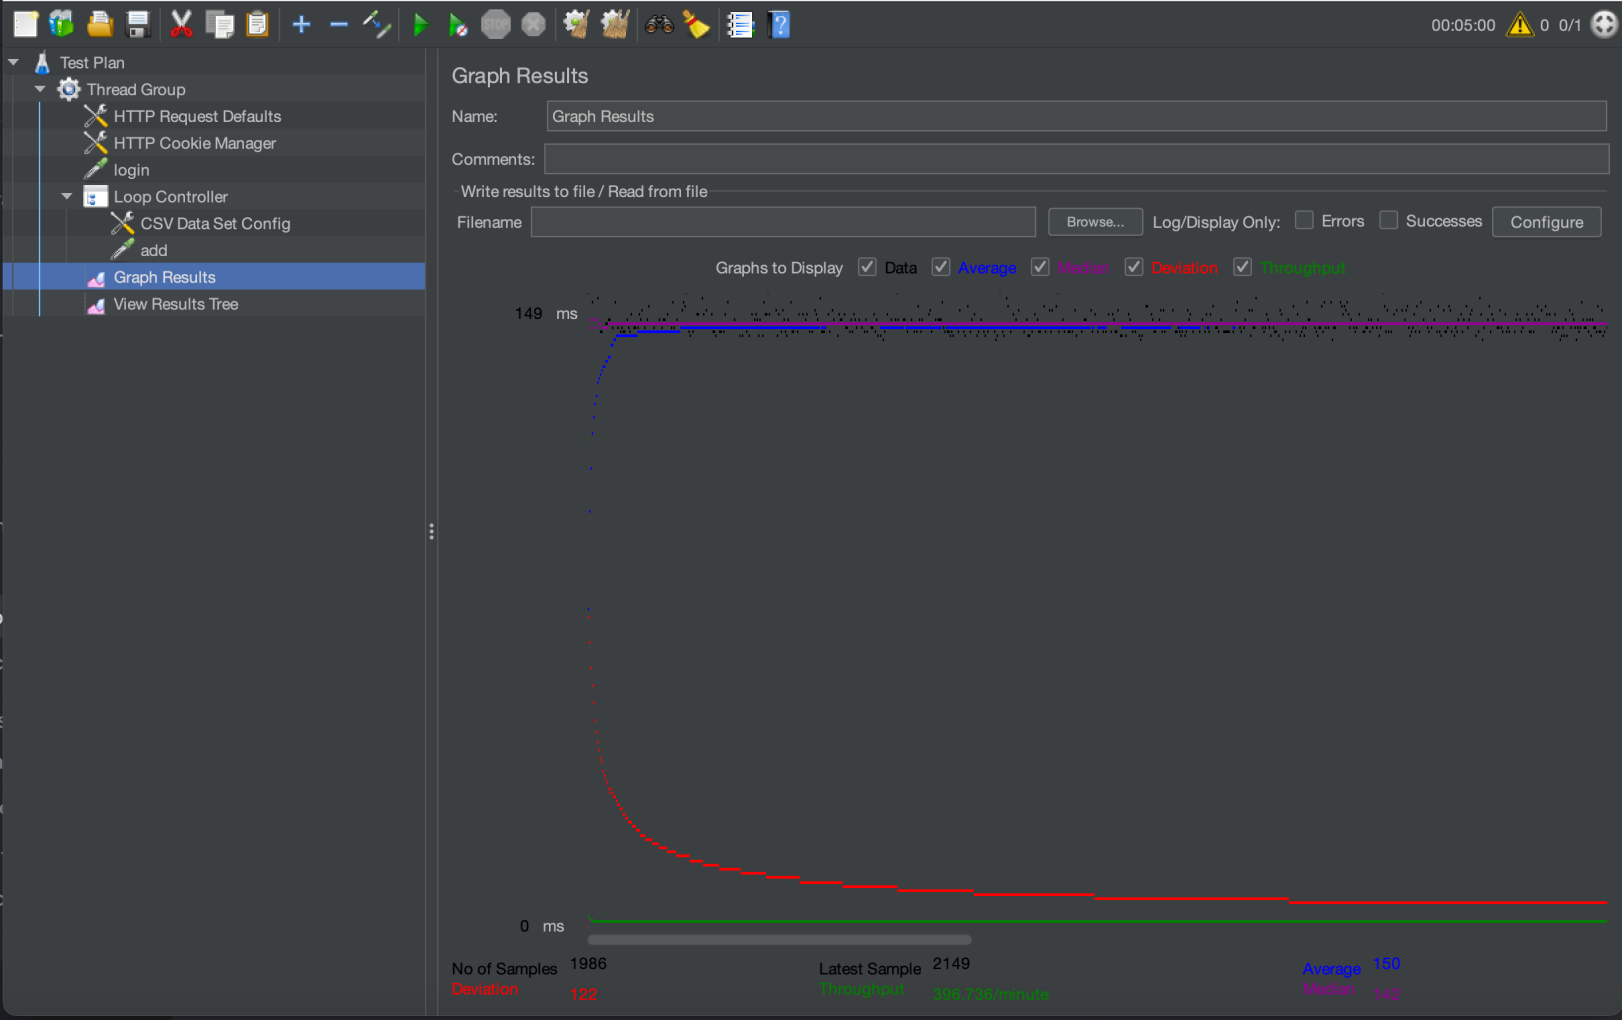 STOP
00:05:00 0 0/1
Test Plan
Thread Group
HTTP Request Defaults
HTTP Cookie Manager
login
Loop Controller
CSV Data Set Config
add
Graph Results
View Results Tree
Graph Results
Name: Graph Results
Comments:
Write results to file / Read from file
Filename Browse... Log/Display Only: Errors Successes Configure
Graphs to Display Data Average Median Deviation Throughput
149 ms
0 ms
No of Samples 1986 Latest Sample 2149 Average 150
Deviation 122 Throughput 396.736/minute Median